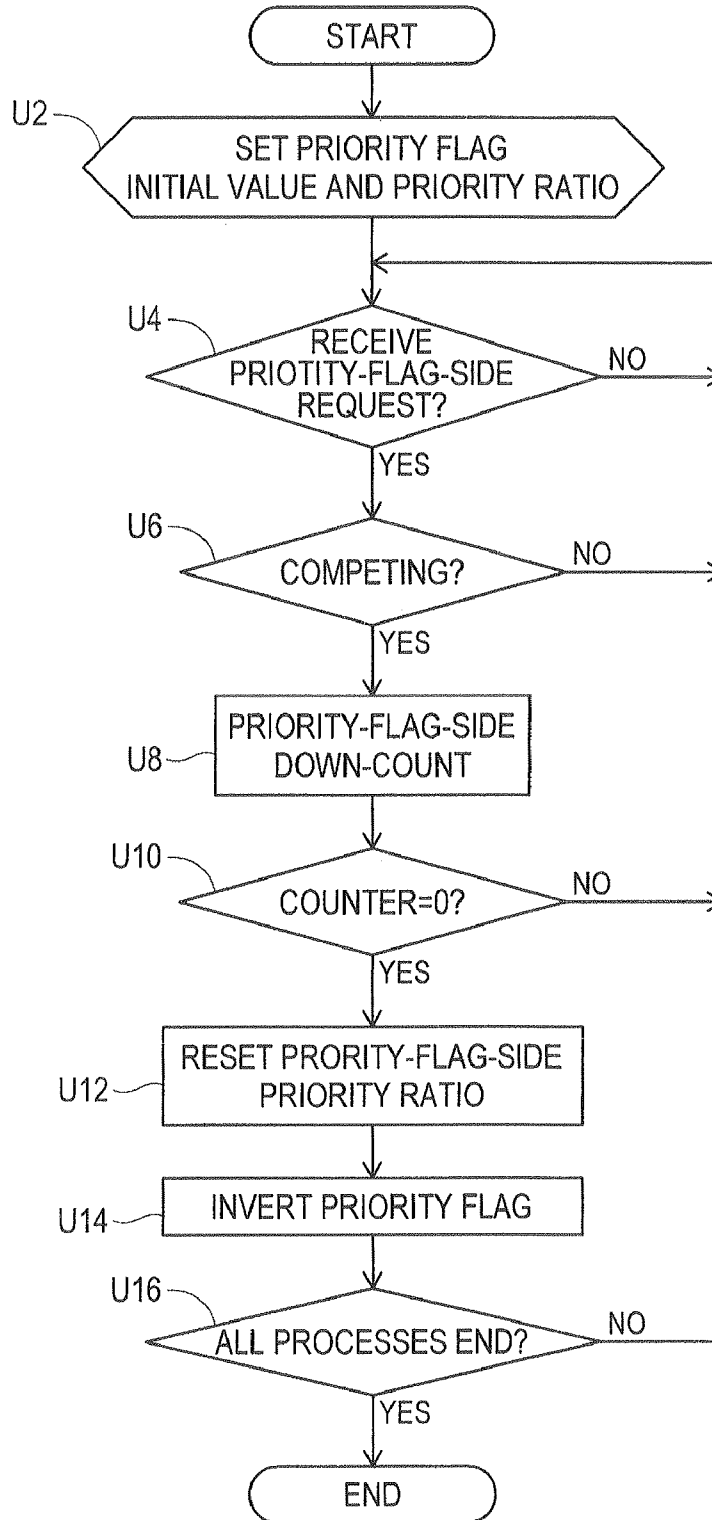 START
U2
SET PRIORITY FLAG
INITIAL VALUE AND PRIORITY RATIO
U4
RECEIVE
PRIOTITY-FLAG-SIDE
REQUEST?
NO
YES
U6
COMPETING?
NO
YES
U8
PRIORITY-FLAG-SIDE
DOWN-COUNT
U10
COUNTER=0?
NO
YES
U12
RESET PRORITY-FLAG-SIDE
PRIORITY RATIO
U14
INVERT PRIORITY FLAG
U16
ALL PROCESSES END?
NO
YES
END